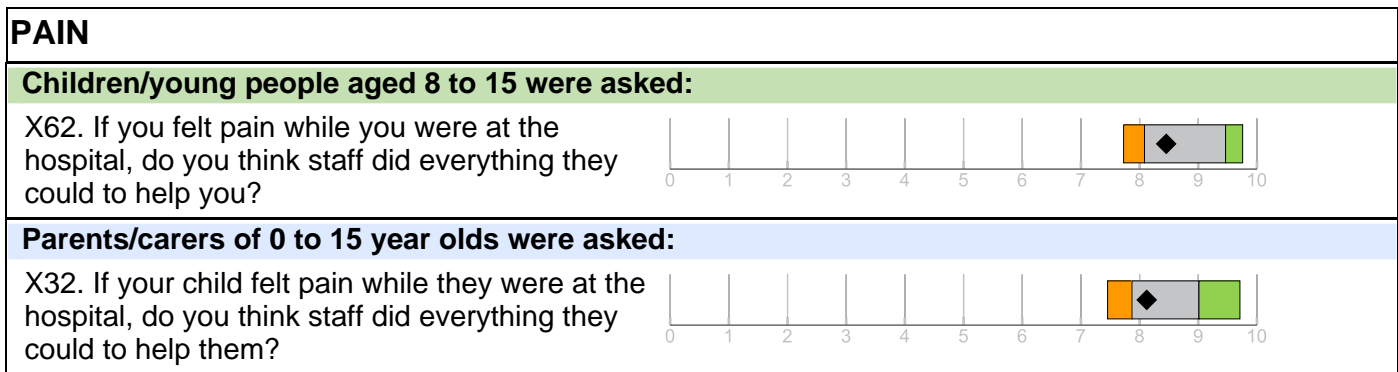 PAIN
Children/young people aged 8 to 15 were asked:
X62. If you felt pain while you were at the
hospital, do you think staff did everything they
could to help you?
0 1 2 3 4 5 6 7 8 9 10
Parents/carers of 0 to 15 year olds were asked:
X32. If your child felt pain while they were at the
hospital, do you think staff did everything they
could to help them?
0 1 2 3 4 5 6 7 8 9 10